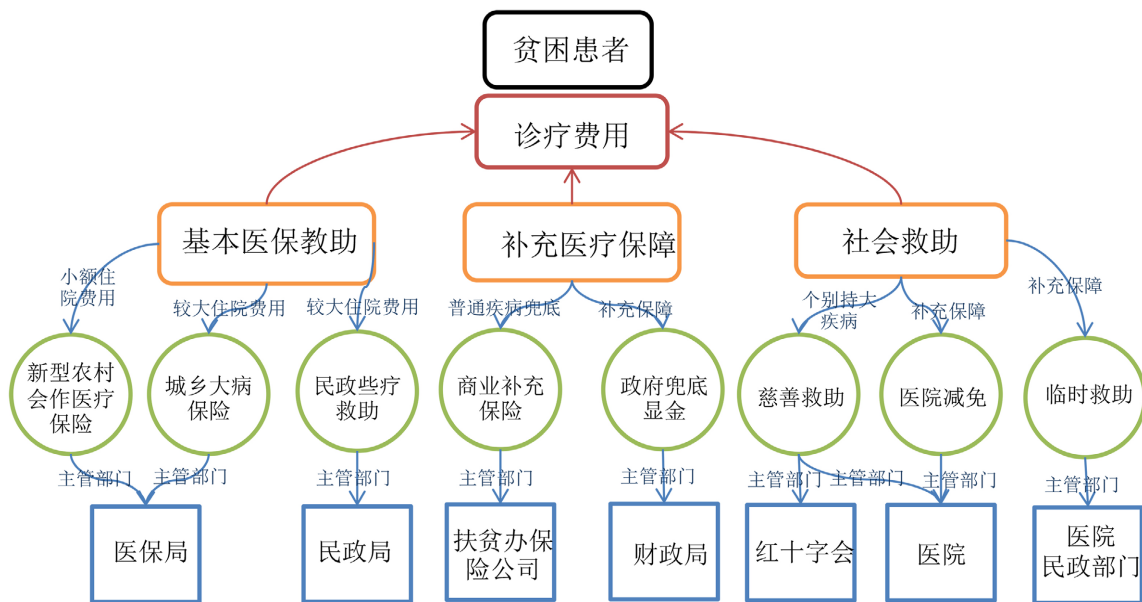 贫困患者
诊疗费用
基本医保教助
补充医疗保障
社会救助
小额住
院费用
较大住院费用
较大住院费用
普通疾病兜底
补充保障
个别持大
疾病
补充保障
补充保障
新型农村
会作医疗
保险
城乡大病
保险
民政些疗
救助
商业补充
保险
政府兜底
显金
慈善救助
医院减免
临时救助
主管部门
主管部门
主管部门
主管部门
主管部门
主管部门
主管部门
主管部门
主管部门
医保局
民政局
扶贫办保
险公司
财政局
红十字会
医院
医院
民政部门